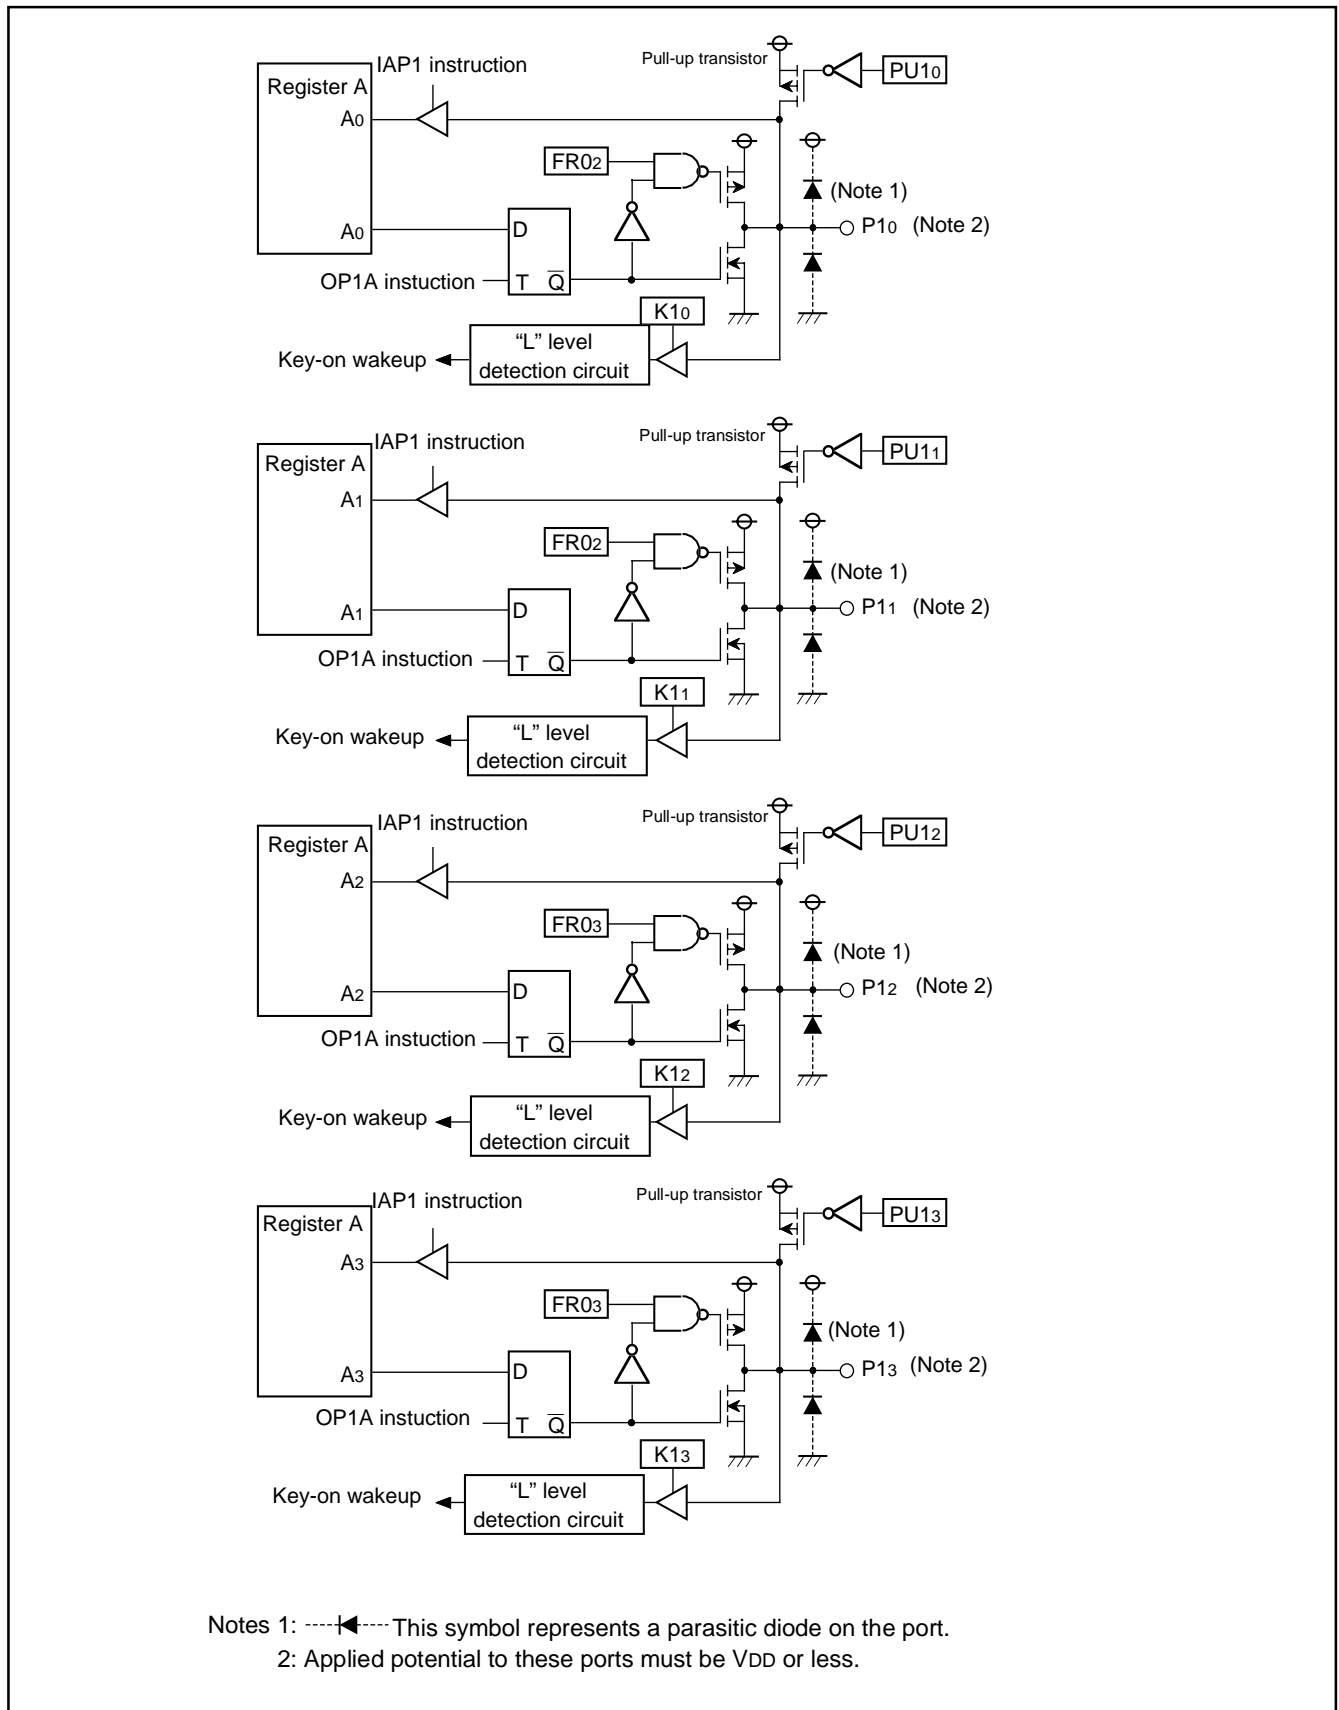 IAP1 instruction
Pull-up transistor
PU10
Register A
A0
FR02
(Note 1)
A0
D
P10 (Note 2)
OP1A instuction
T Q̅
K10
Key-on wakeup
“L” level
detection circuit
IAP1 instruction
Pull-up transistor
PU11
Register A
A1
FR02
(Note 1)
A1
D
P11 (Note 2)
OP1A instuction
T Q̅
K11
Key-on wakeup
“L” level
detection circuit
IAP1 instruction
Pull-up transistor
PU12
Register A
A2
FR03
(Note 1)
A2
D
P12 (Note 2)
OP1A instuction
T Q̅
K12
Key-on wakeup
“L” level
detection circuit
IAP1 instruction
Pull-up transistor
PU13
Register A
A3
FR03
(Note 1)
A3
D
P13 (Note 2)
OP1A instuction
T Q̅
K13
Key-on wakeup
“L” level
detection circuit
Notes 1: This symbol represents a parasitic diode on the port.
2: Applied potential to these ports must be VDD or less.